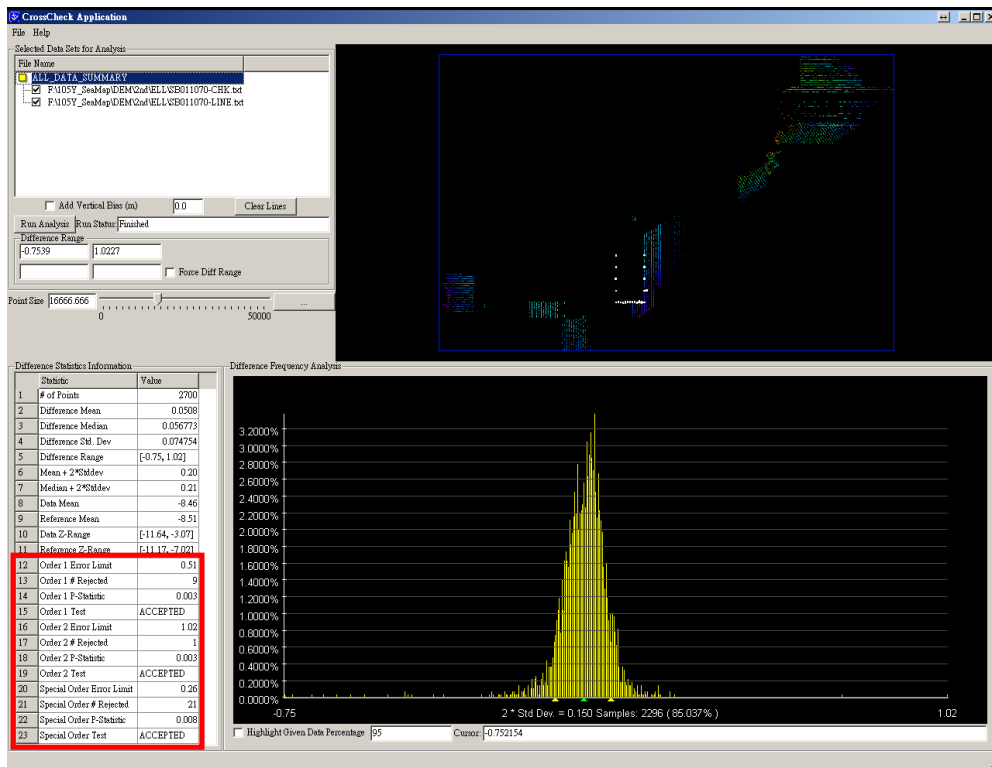 CrossCheck Application
File Help
Selected Data Sets for Analysis
File Name
ALL_DATA_SUMMARY
F:\105Y_SeaMap\DEM\2nd\ELL\SB011070-CHK.txt
F:\105Y_SeaMap\DEM\2nd\ELL\SB011070-LINE.txt
Add Vertical Bias (m) 0.0 Clear Lines
Run Analysis Run Status: Finished
Difference Range
-0.7539 1.0227
Force Diff Range
Point Size 16666.666 ...
0 50000
Difference Statistics Information
Statistic Value
1 # of Points 2700
2 Difference Mean 0.0508
3 Difference Median 0.056773
4 Difference Std. Dev 0.074754
5 Difference Range [-0.75, 1.02]
6 Mean + 2*Stddev 0.20
7 Median + 2*Stddev 0.21
8 Data Mean -8.46
9 Reference Mean -8.51
10 Data Z-Range [-11.64, -3.07]
11 Reference Z-Range [-11.17, -7.02]
12 Order 1 Error Limit 0.51
13 Order 1 # Rejected 9
14 Order 1 P-Statistic 0.003
15 Order 1 Test ACCEPTED
16 Order 2 Error Limit 1.02
17 Order 2 # Rejected 1
18 Order 2 P-Statistic 0.003
19 Order 2 Test ACCEPTED
20 Special Order Error Limit 0.26
21 Special Order # Rejected 21
22 Special Order P-Statistic 0.008
23 Special Order Test ACCEPTED
Difference Frequency Analysis
3.2000%
3.0000%
2.8000%
2.6000%
2.4000%
2.2000%
2.0000%
1.8000%
1.6000%
1.4000%
1.2000%
1.0000%
0.8000%
0.6000%
0.4000%
0.2000%
0.0000%
-0.75 2 * Std Dev. = 0.150 Samples: 2296 ( 85.037% ) 1.02
Highlight Given Data Percentage 95 Cursor: -0.752154